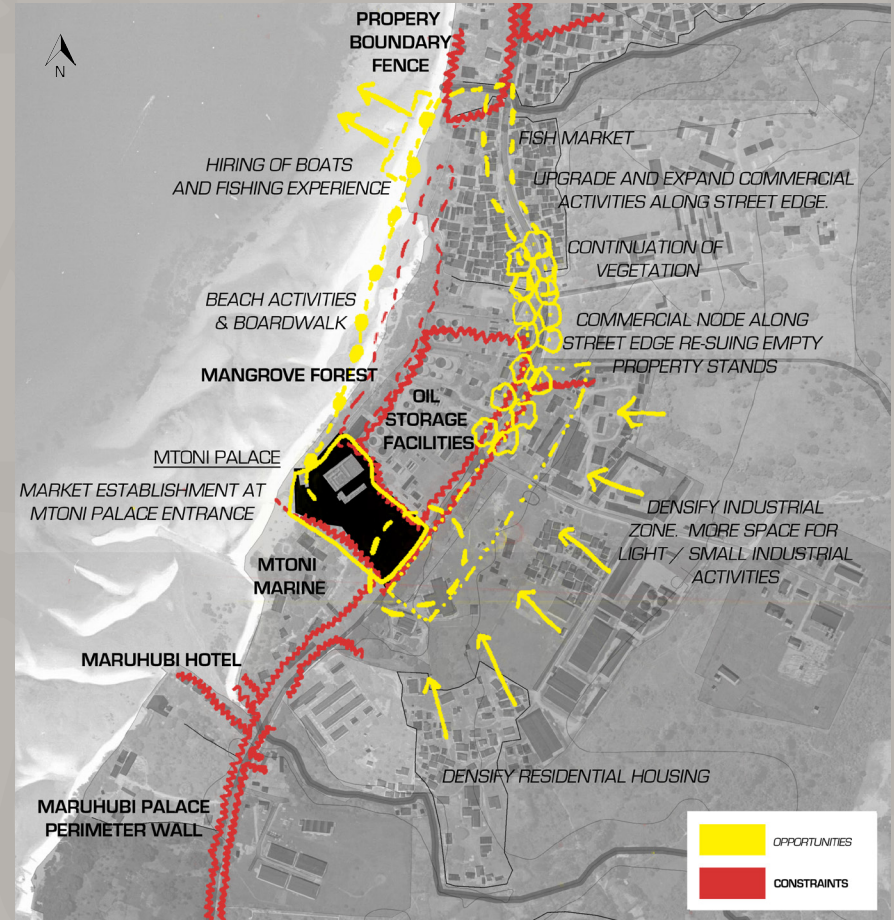 PROPERY
BOUNDARY
FENCE
N
FISH MARKET
HIRING OF BOATS
AND FISHING EXPERIENCE
UPGRADE AND EXPAND COMMERCIAL
ACTIVITIES ALONG STREET EDGE.
CONTINUATION OF
VEGETATION
BEACH ACTIVITIES
& BOARDWALK
COMMERCIAL NODE ALONG
STREET EDGE RE-SUING EMPTY
PROPERTY STANDS
MANGROVE FOREST
OIL
STORAGE
FACILITIES
MTONI PALACE
MARKET ESTABLISHMENT AT
MTONI PALACE ENTRANCE
DENSIFY INDUSTRIAL
ZONE. MORE SPACE FOR
LIGHT / SMALL INDUSTRIAL
ACTIVITIES
MTONI
MARINE
MARUHUBI HOTEL
DENSIFY RESIDENTIAL HOUSING
MARUHUBI PALACE
PERIMETER WALL
OPPORTUNITIES
CONSTRAINTS